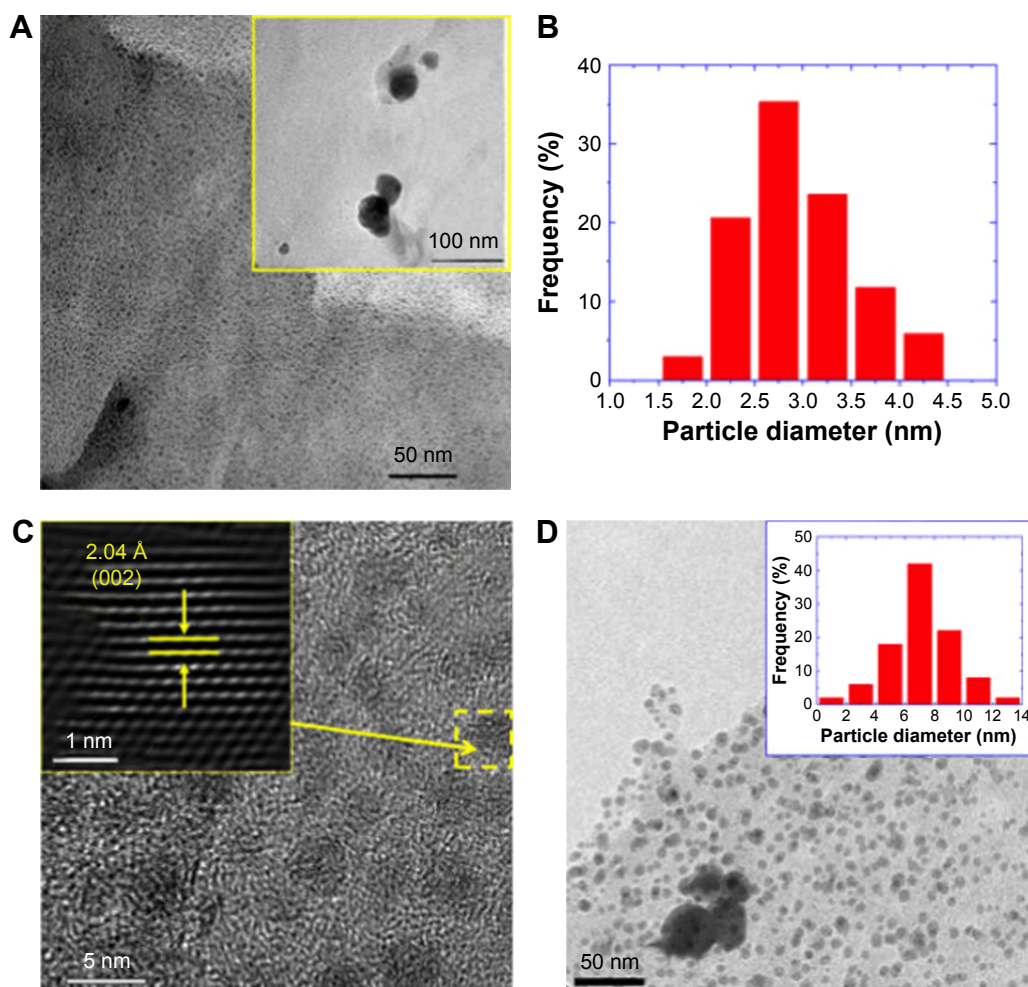 A
100 nm
50 nm
B
40
30
20
10
0
Frequency (%)
1.0 1.5 2.0 2.5 3.0 3.5 4.0 4.5 5.0
Particle diameter (nm)
C
2.04 Å
(002)
1 nm
5 nm
D
50
40
30
20
10
0
Frequency (%)
0 2 4 6 8 10 12 14
Particle diameter (nm)
50 nm